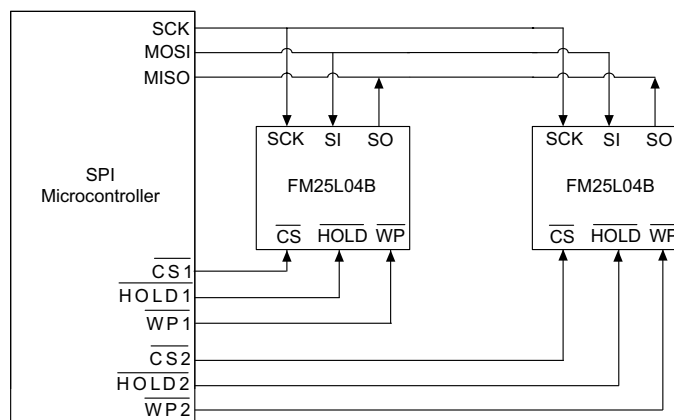 SCK
MOSI
MISO
SPI
Microcontroller
CS1
HOLD1
WP1
CS2
HOLD2
WP2
SCK SI SO
FM25L04B
CS HOLD WP
SCK SI SO
FM25L04B
CS HOLD WP